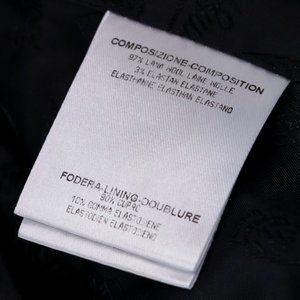 COMPOSIZIONE-COMPOSITION
97% LANA WOOL LAINE WOLLE
3% ELASTAN ELASTANE
ELASTHANNE ELASTHAN ELASTANO
FODERA-LINING-DOUBLURE
90% CUPRO
10% GOMMA ELASTODIENE
ELASTODIEN ELASTODIENO